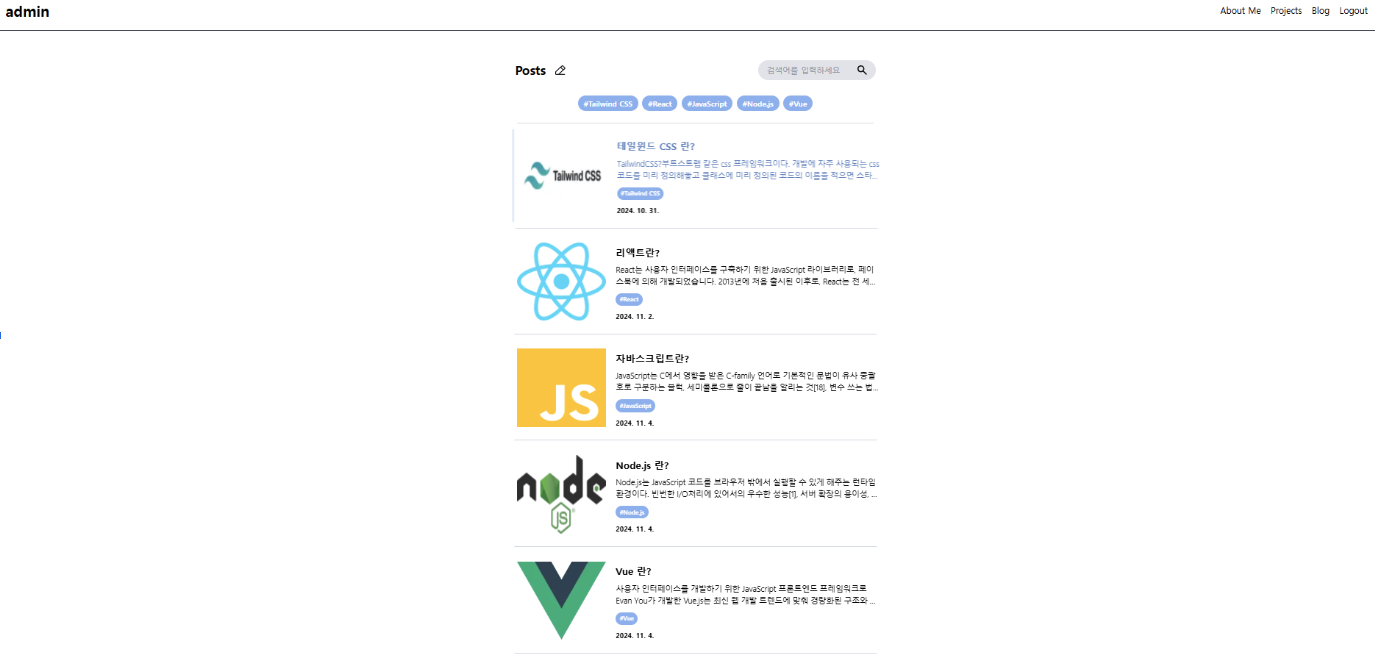 admin
About Me Projects Blog Logout
Posts
검색어를 입력하세요
#Tailwind CSS #React #JavaScript #Node.js #Vue
Tailwind CSS
테일윈드 CSS 란?
TailwindCSS?부트스트랩 같은 css 프레임워크이다. 개발에 자주 사용되는 css
코드를 미리 정의해놓고 클래스에 미리 정의된 코드의 이름을 적으면 스타...
#Tailwind CSS
2024. 10. 31.
리액트란?
React는 사용자 인터페이스를 구축하기 위한 JavaScript 라이브러리로, 페이
스북에 의해 개발되었습니다. 2013년에 처음 출시된 이후로, React는 전 세...
#React
2024. 11. 2.
JS
자바스크립트란?
JavaScript는 C에서 영향을 받은 C-family 언어로 기본적인 문법이 유사 중괄
호로 구분하는 블럭, 세미콜론으로 줄이 끝남을 알리는 것[18], 변수 쓰는 법...
#JavaScript
2024. 11. 4.
node
JS
Node.js 란?
Node.js는 JavaScript 코드를 브라우저 밖에서 실행할 수 있게 해주는 런타임
환경이다. 빈번한 I/O처리에 있어서의 우수한 성능[1], 서버 확장의 용이성, ...
#Node.js
2024. 11. 4.
Vue 란?
사용자 인터페이스를 개발하기 위한 JavaScript 프론트엔드 프레임워크로
Evan You가 개발한 Vue.js는 최신 웹 개발 트렌드에 맞춰 경량화된 구조와 ...
#Vue
2024. 11. 4.